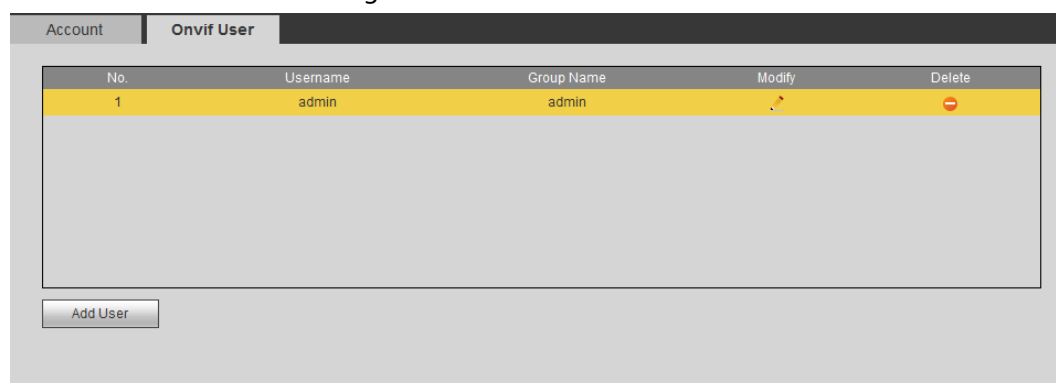 Account Onvif User
No. Username Group Name Modify Delete
1 admin admin
Add User